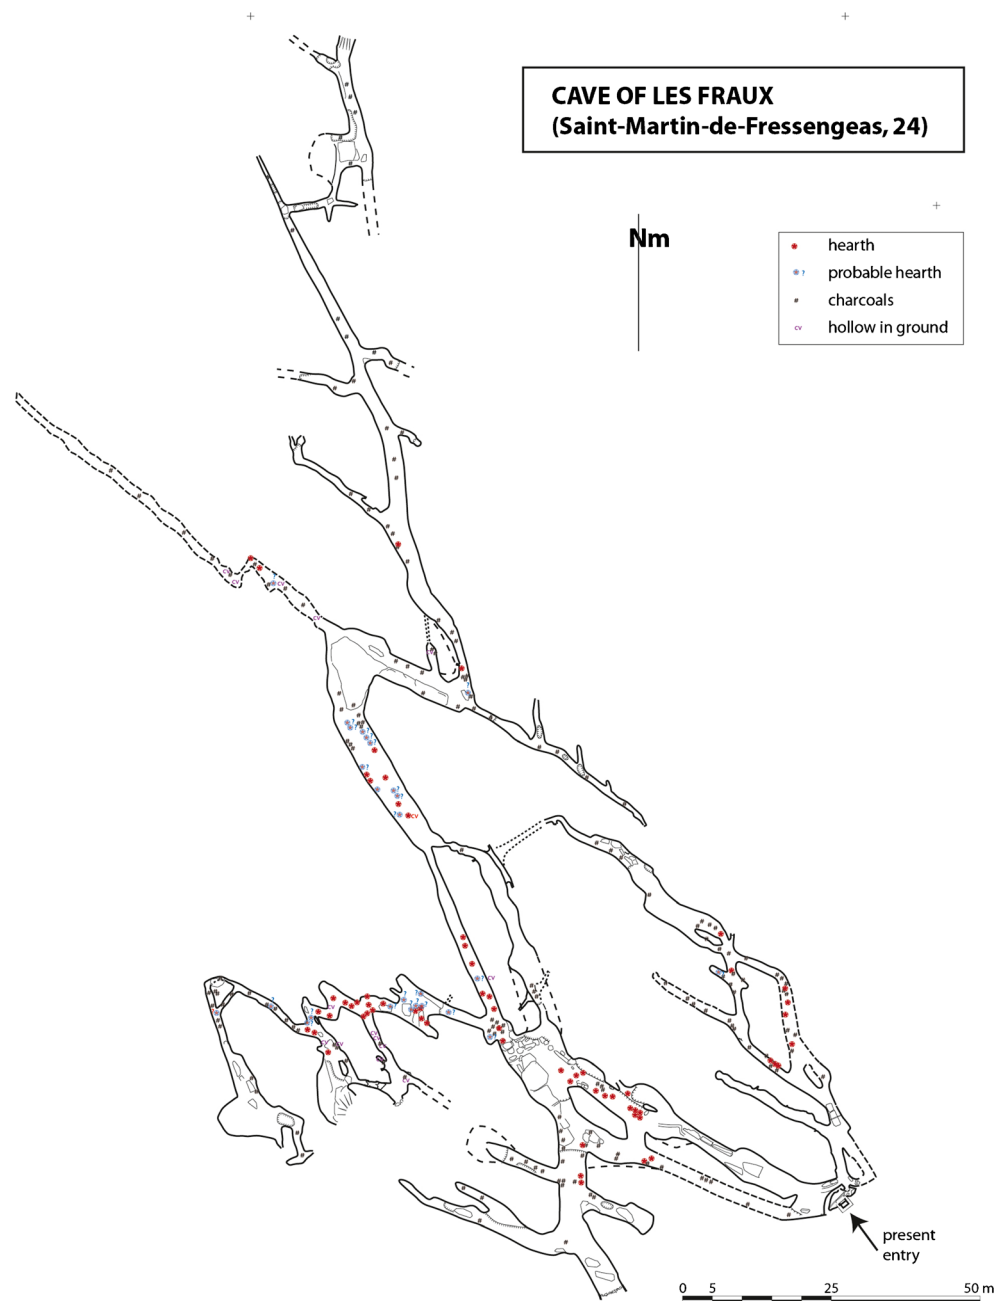 CAVE OF LES FRAUX
(Saint-Martin-de-Fressengeas, 24)
Nm
hearth
? probable hearth
# charcoals
cv hollow in ground
present
entry
0 5 25 50 m